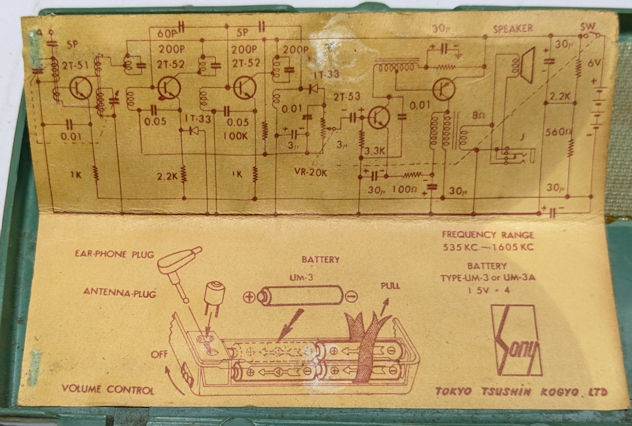 A
5P
2T-51
0.01
1K
60P
200P
2T-52
0.05
1T-33
2.2K
5P
200P
2T-52
0.05
100K
1K
200P
1T-33
0.01
3μ
VR-20K
2T-53
3μ
3.3K
30μ
100Ω
0.01
30μ
30μ
8Ω
SPEAKER
J
30μ
SW
6V
2.2K
560Ω
30μ
EAR-PHONE PLUG
ANTENNA-PLUG
OFF
VOLUME CONTROL
BATTERY
UM-3
PULL
FREQUENCY RANGE
535 KC—1605 KC
BATTERY
TYPE-UM-3 or UM-3A
1 5V × 4
Sony
TOKYO TSUSHIN KOGYO, LTD